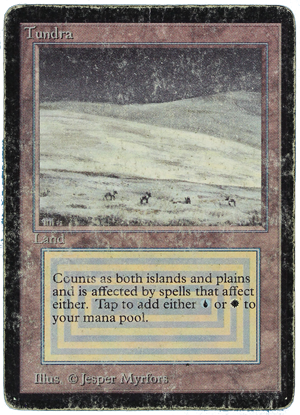 Tundra
Land
Counts as both islands and plains
and is affected by spells that affect
either. Tap to add either or to
your mana pool.
Illus. © Jesper Myrfors